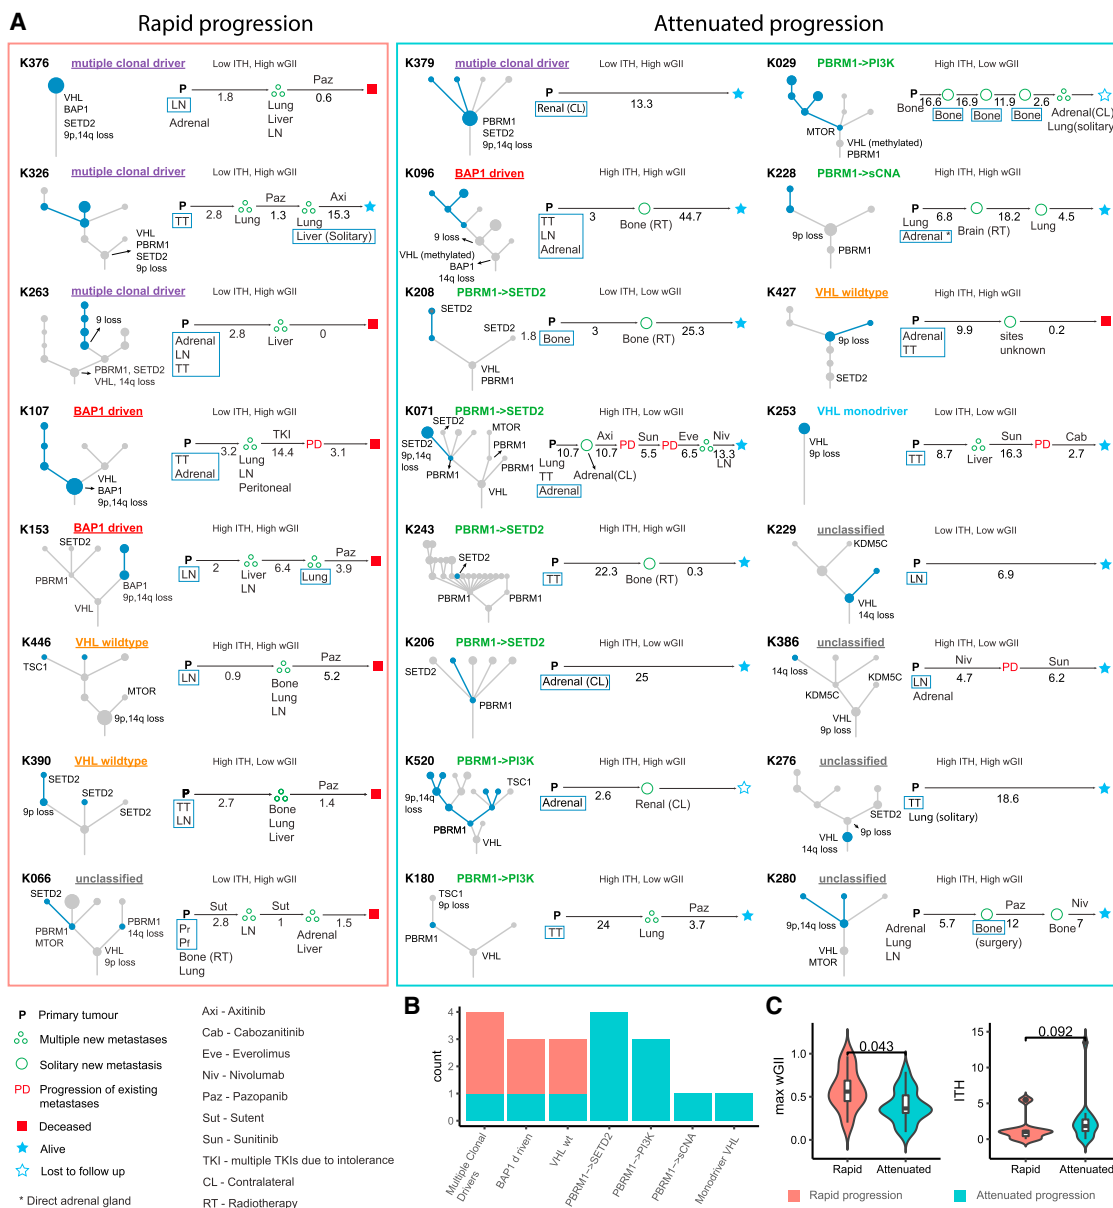 A
Rapid progression
Attenuated progression
K376
mutiple clonal driver
Low ITH, High wGII
VHL
BAP1
SETD2
9p,14q loss
P
LN
Adrenal
1.8
Lung
Liver
LN
Paz
0.6
K326
mutiple clonal driver
Low ITH, High wGII
VHL
PBRM1
SETD2
9p loss
P
TT
2.8
Lung
Paz
1.3
Lung
Liver (Solitary)
Axi
15.3
K263
mutiple clonal driver
Low ITH, High wGII
9 loss
PBRM1, SETD2
VHL, 14q loss
P
Adrenal
LN
TT
2.8
Liver
0
K107
BAP1 driven
Low ITH, High wGII
VHL
BAP1
9p,14q loss
P
TT
Adrenal
3.2
Lung
LN
Peritoneal
TKI
14.4
PD
3.1
K153
BAP1 driven
High ITH, High wGII
SETD2
PBRM1
BAP1
9p,14q loss
VHL
P
LN
2
Liver
LN
6.4
Lung
Paz
3.9
K446
VHL wildtype
High ITH, High wGII
TSC1
MTOR
9p,14q loss
P
LN
0.9
Bone
Lung
LN
Paz
5.2
K390
VHL wildtype
High ITH, Low wGII
SETD2
SETD2
9p loss
SETD2
P
TT
LN
2.7
Bone
Lung
Liver
Paz
1.4
K066
unclassified
Low ITH, High wGII
SETD2
PBRM1
MTOR
PBRM1
14q loss
VHL
9p loss
P
Pr
Pf
Bone (RT)
Lung
Sut
2.8
LN
Sut
1
Adrenal
Liver
1.5
K379
mutiple clonal driver
Low ITH, High wGII
PBRM1
SETD2
9p,14q loss
P
Renal (CL)
13.3
K096
BAP1 driven
High ITH, High wGII
9 loss
VHL (methylated)
BAP1
14q loss
P
TT
LN
Adrenal
3
Bone (RT)
44.7
K208
PBRM1->SETD2
Low ITH, Low wGII
SETD2
SETD2
VHL
PBRM1
1.8
P
Bone
3
Bone (RT)
25.3
K071
PBRM1->SETD2
High ITH, Low wGII
SETD2
MTOR
SETD2
9p,14q
loss
PBRM1
PBRM1
PBRM1
VHL
P
Lung
TT
Adrenal
10.7
Adrenal(CL)
Axi
10.7
PD
Sun
5.5
PD
Eve
6.5
Niv
13.3
LN
K243
PBRM1->SETD2
High ITH, High wGII
SETD2
PBRM1
PBRM1
P
TT
22.3
Bone (RT)
0.3
K206
PBRM1->SETD2
High ITH, Low wGII
SETD2
PBRM1
P
Adrenal (CL)
25
K520
PBRM1->PI3K
High ITH, High wGII
9p,14q
loss
TSC1
PBRM1
VHL
P
Adrenal
2.6
Renal (CL)
K180
PBRM1->PI3K
High ITH, Low wGII
TSC1
9p loss
PBRM1
VHL
P
TT
24
Lung
Paz
3.7
K029
PBRM1->PI3K
High ITH, Low wGII
MTOR
VHL (methylated)
PBRM1
P
Bone
16.6
Bone
16.9
Bone
11.9
Bone
2.6
Adrenal(CL)
Lung(solitary)
K228
PBRM1->sCNA
High ITH, High wGII
9p loss
PBRM1
P
Lung
Adrenal *
6.8
Brain (RT)
18.2
Lung
4.5
K427
VHL wildtype
High ITH, High wGII
9p loss
SETD2
P
Adrenal
TT
9.9
sites
unknown
0.2
K253
VHL monodriver
Low ITH, Low wGII
VHL
9p loss
P
TT
8.7
Liver
Sun
16.3
PD
Cab
2.7
K229
unclassified
Low ITH, Low wGII
KDM5C
VHL
14q loss
P
LN
6.9
K386
unclassified
High ITH, Low wGII
14q loss
KDM5C
KDM5C
VHL
9p loss
P
LN
Adrenal
Niv
4.7
PD
Sun
6.2
K276
unclassified
High ITH, High wGII
SETD2
9p loss
VHL
14q loss
P
TT
Lung (solitary)
18.6
K280
unclassified
High ITH, High wGII
9p,14q loss
VHL
MTOR
P
Adrenal
Lung
LN
5.7
Bone
(surgery)
Paz
12
Bone
Niv
7
P Primary tumour
Multiple new metastases
Solitary new metastasis
PD Progression of existing
metastases
Deceased
Alive
Lost to follow up
* Direct adrenal gland
Axi - Axitinib
Cab - Cabozanitinib
Eve - Everolimus
Niv - Nivolumab
Paz - Pazopanib
Sut - Sutent
Sun - Sunitinib
TKI - multiple TKIs due to intolerance
CL - Contralateral
RT - Radiotherapy
B
count
4
3
2
1
0
Multiple Clonal
Drivers
BAP1 d riven
VHL wt
PBRM1->SETD2
PBRM1->PI3K
PBRM1->sCNA
Monodriver VHL
C
max wGII
1.0
0.5
0.0
0.043
Rapid
Attenuated
ITH
15
10
5
0
0.092
Rapid
Attenuated
Rapid progression
Attenuated progression